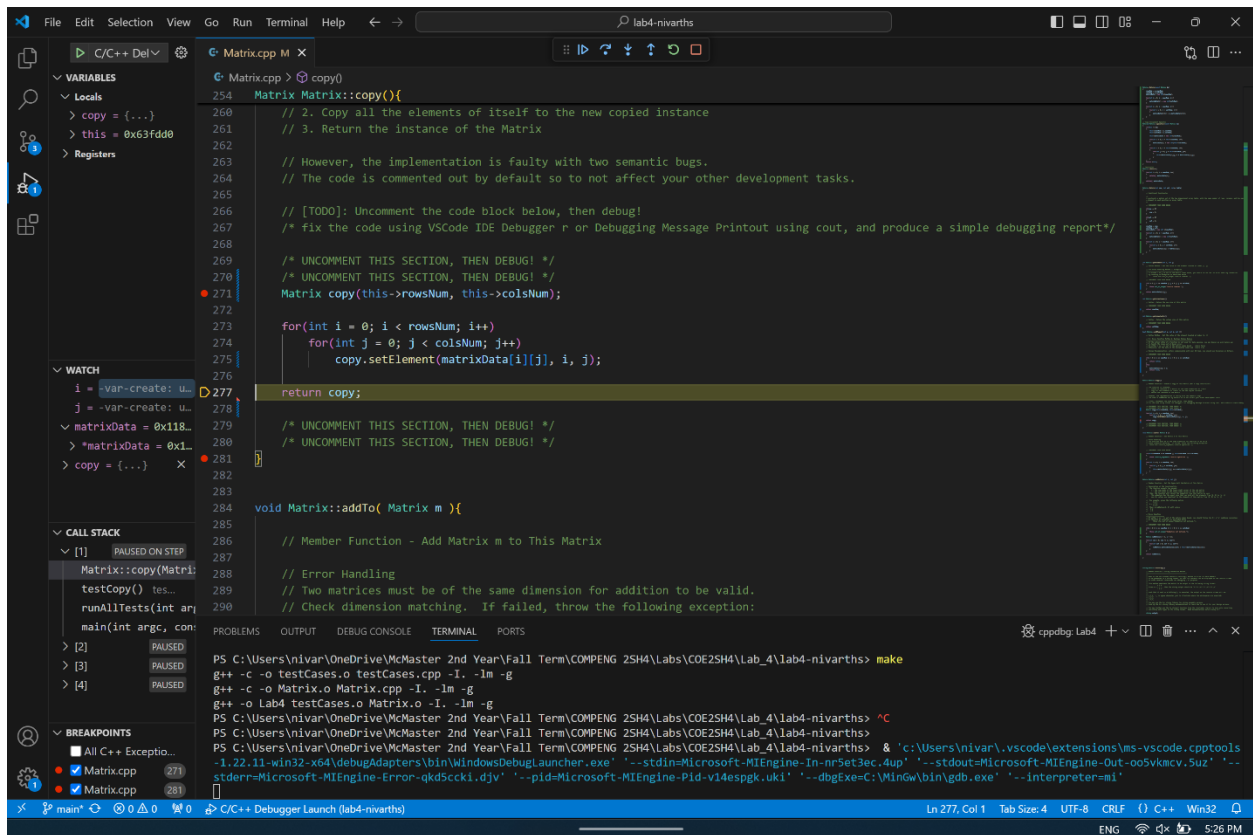 File Edit Selection View Go Run Terminal Help
lab4-nivarths
C/C++ Del
Matrix.cpp M
VARIABLES
Locals
copy = {...}
this = 0x63fdd0
Registers
WATCH
i = -var-create: u...
j = -var-create: u...
matrixData = 0x118...
*matrixData = 0x1...
copy = {...}
CALL STACK
[1] PAUSED ON STEP
Matrix::copy(Matri
testCopy() tes...
runAllTests(int arg
main(int argc, con
[2] PAUSED
[3] PAUSED
[4] PAUSED
BREAKPOINTS
All C++ Exceptio...
Matrix.cpp 271
Matrix.cpp 281
Matrix.cpp > copy()
254 Matrix Matrix::copy(){
260 // 2. Copy all the elements of itself to the new copied instance
261 // 3. Return the instance of the Matrix
262
263 // However, the implementation is faulty with two semantic bugs.
264 // The code is commented out by default so to not affect your other development tasks.
265
266 // [TODO]: Uncomment the code block below, then debug!
267 /* fix the code using VSCode IDE Debugger r or Debugging Message Printout using cout, and produce a simple debugging report*/
268
269 /* UNCOMMENT THIS SECTION, THEN DEBUG! */
270 /* UNCOMMENT THIS SECTION, THEN DEBUG! */
271 Matrix copy(this->rowsNum, this->colsNum);
272
273 for(int i = 0; i < rowsNum; i++)
274 for(int j = 0; j < colsNum; j++)
275 copy.setElement(matrixData[i][j], i, j);
276
277 return copy;
278
279 /* UNCOMMENT THIS SECTION, THEN DEBUG! */
280 /* UNCOMMENT THIS SECTION, THEN DEBUG! */
281 }
282
283
284 void Matrix::addTo( Matrix m ){
285
286 // Member Function - Add Matrix m to This Matrix
287
288 // Error Handling
289 // Two matrices must be of the same dimension for addition to be valid.
290 // Check dimension matching. If failed, throw the following exception:
PROBLEMS OUTPUT DEBUG CONSOLE TERMINAL PORTS
cppdbg: Lab4
PS C:\Users\nivar\OneDrive\McMaster 2nd Year\Fall Term\COMPENG 2SH4\Labs\COE2SH4\Lab_4\lab4-nivarths> make
g++ -c -o testCases.o testCases.cpp -I. -lm -g
g++ -c -o Matrix.o Matrix.cpp -I. -lm -g
g++ -o Lab4 testCases.o Matrix.o -I. -lm -g
PS C:\Users\nivar\OneDrive\McMaster 2nd Year\Fall Term\COMPENG 2SH4\Labs\COE2SH4\Lab_4\lab4-nivarths> ^C
PS C:\Users\nivar\OneDrive\McMaster 2nd Year\Fall Term\COMPENG 2SH4\Labs\COE2SH4\Lab_4\lab4-nivarths>
PS C:\Users\nivar\OneDrive\McMaster 2nd Year\Fall Term\COMPENG 2SH4\Labs\COE2SH4\Lab_4\lab4-nivarths> & 'c:\Users\nivar\.vscode\extensions\ms-vscode.cpptools
-1.22.11-win32-x64\debugAdapters\bin\WindowsDebugLauncher.exe' '--stdin=Microsoft-MIEngine-In-nr5et3ec.4up' '--stdout=Microsoft-MIEngine-Out-oo5vkmcv.5uz' '--
stderr=Microsoft-MIEngine-Error-qkd5ccki.djv' '--pid=Microsoft-MIEngine-Pid-v14espgk.uki' '--dbgExe=C:\MinGw\bin\gdb.exe' '--interpreter=mi'
main* 0 0 0 C/C++ Debugger Launch (lab4-nivarths)
Ln 277, Col 1 Tab Size: 4 UTF-8 CRLF {} C++ Win32
ENG 5:26 PM